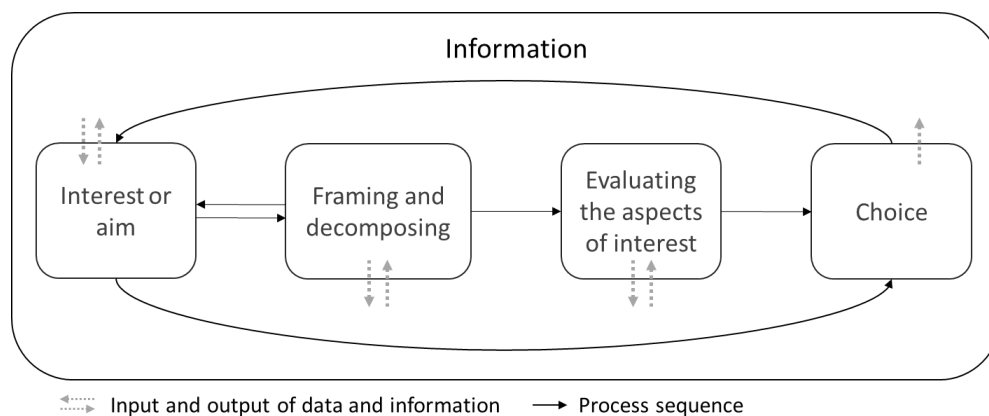 Information
Interest or
aim
Framing and
decomposing
Evaluating
the aspects
of interest
Choice
Input and output of data and information
Process sequence